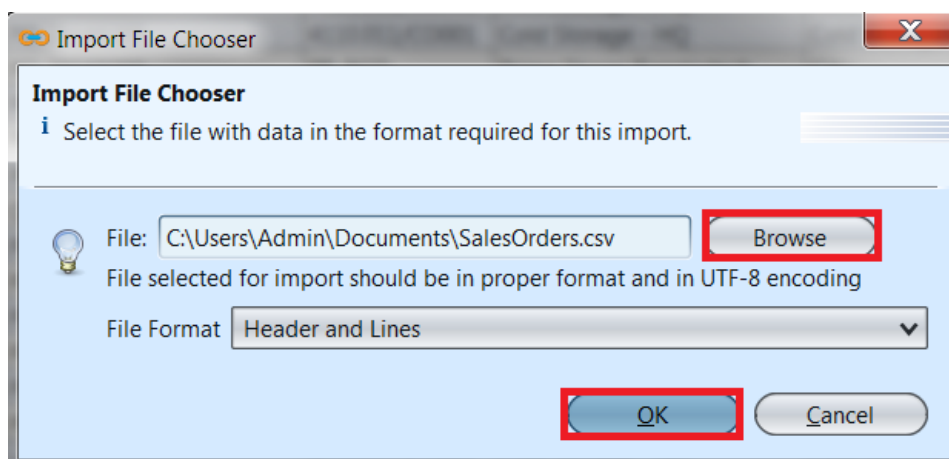 Import File Chooser
X
Import File Chooser
i Select the file with data in the format required for this import.
File: C:\Users\Admin\Documents\SalesOrders.csv Browse
File selected for import should be in proper format and in UTF-8 encoding
File Format Header and Lines
OK Cancel